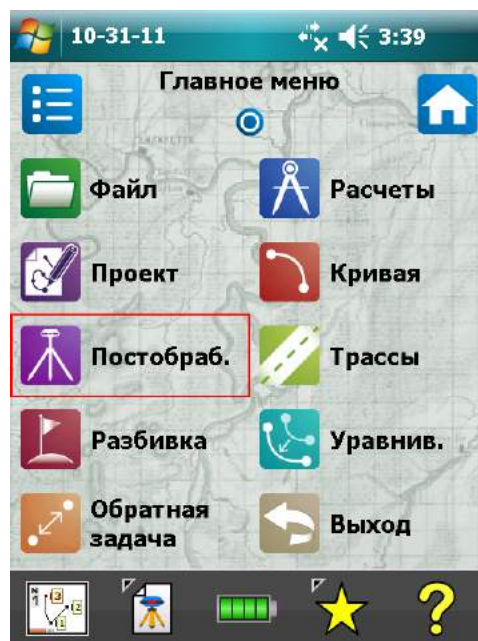 10-31-11 3:39
Главное меню
Файл
Расчеты
Проект
Кривая
Постобраб.
Трассы
Разбивка
Уравнив.
Обратная
задача
Выход